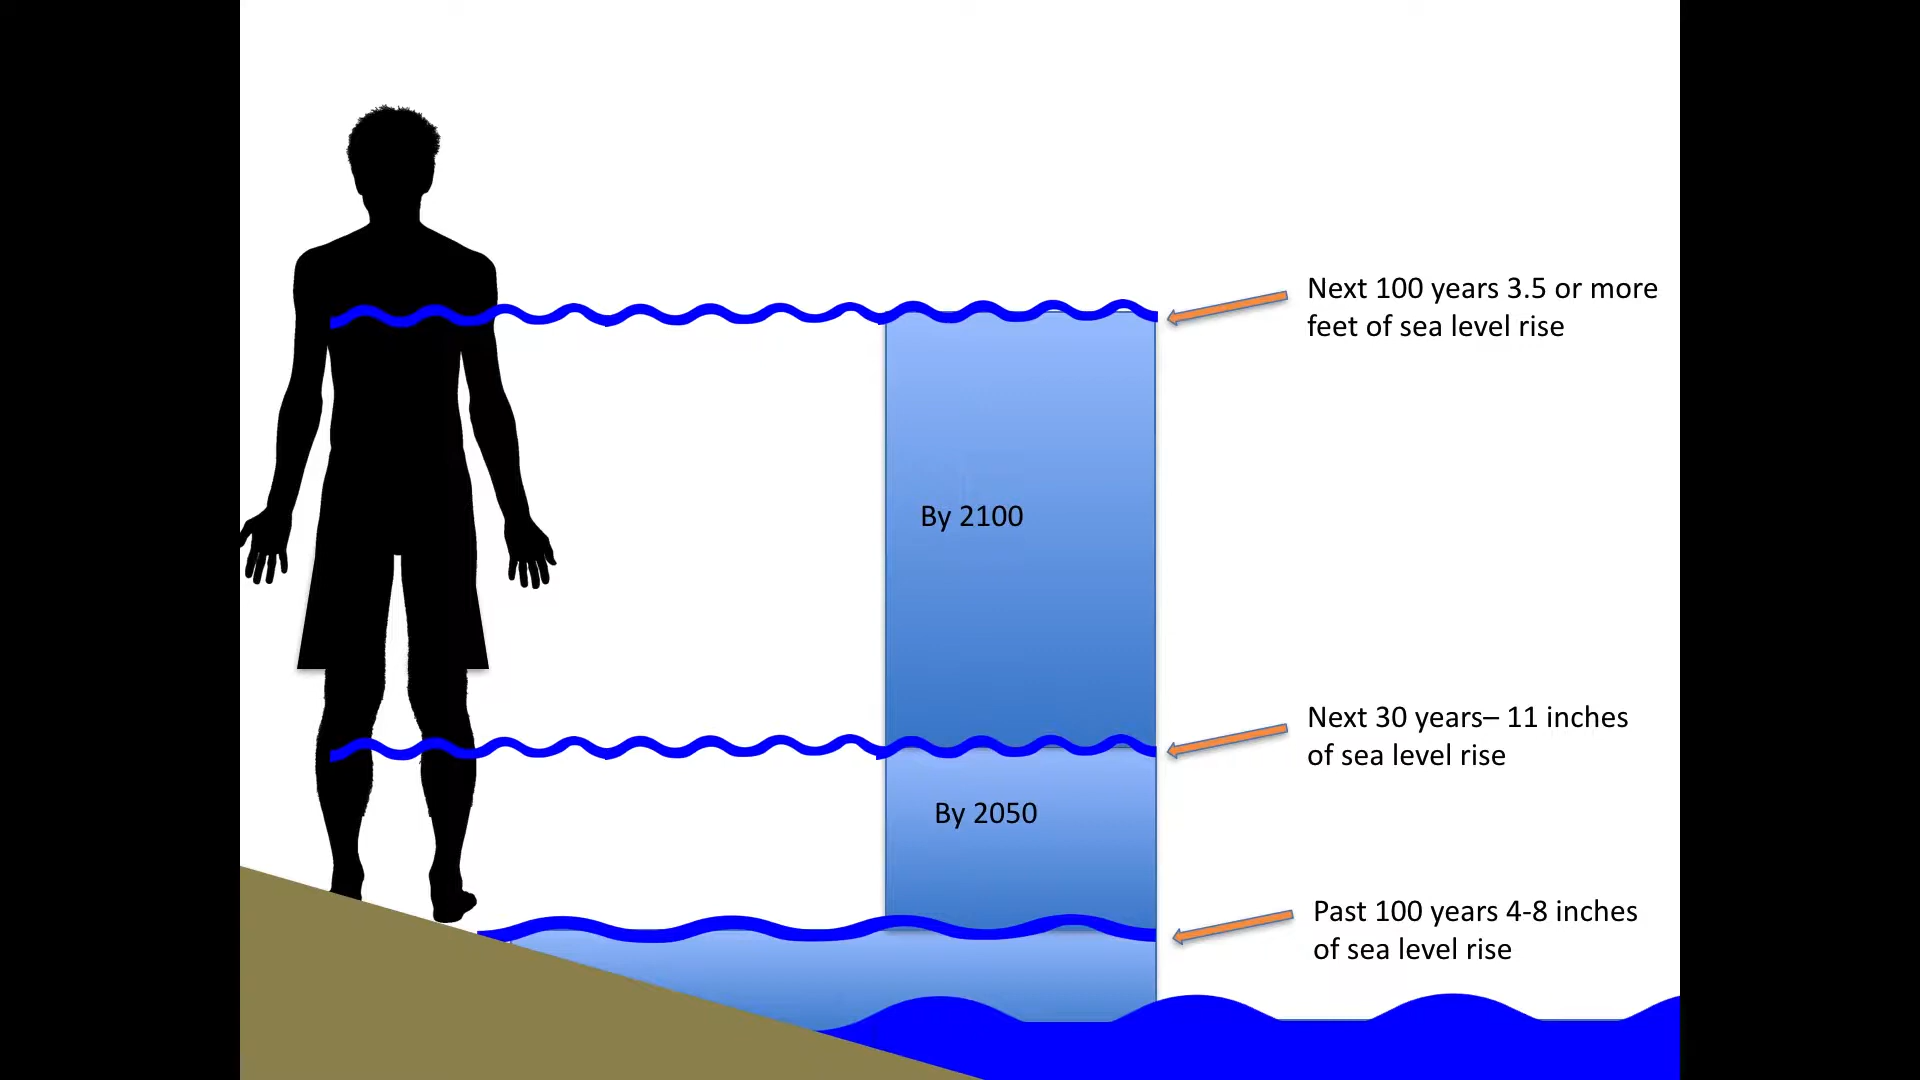 Next 100 years 3.5 or more
feet of sea level rise
By 2100
Next 30 years– 11 inches
of sea level rise
By 2050
Past 100 years 4-8 inches
of sea level rise